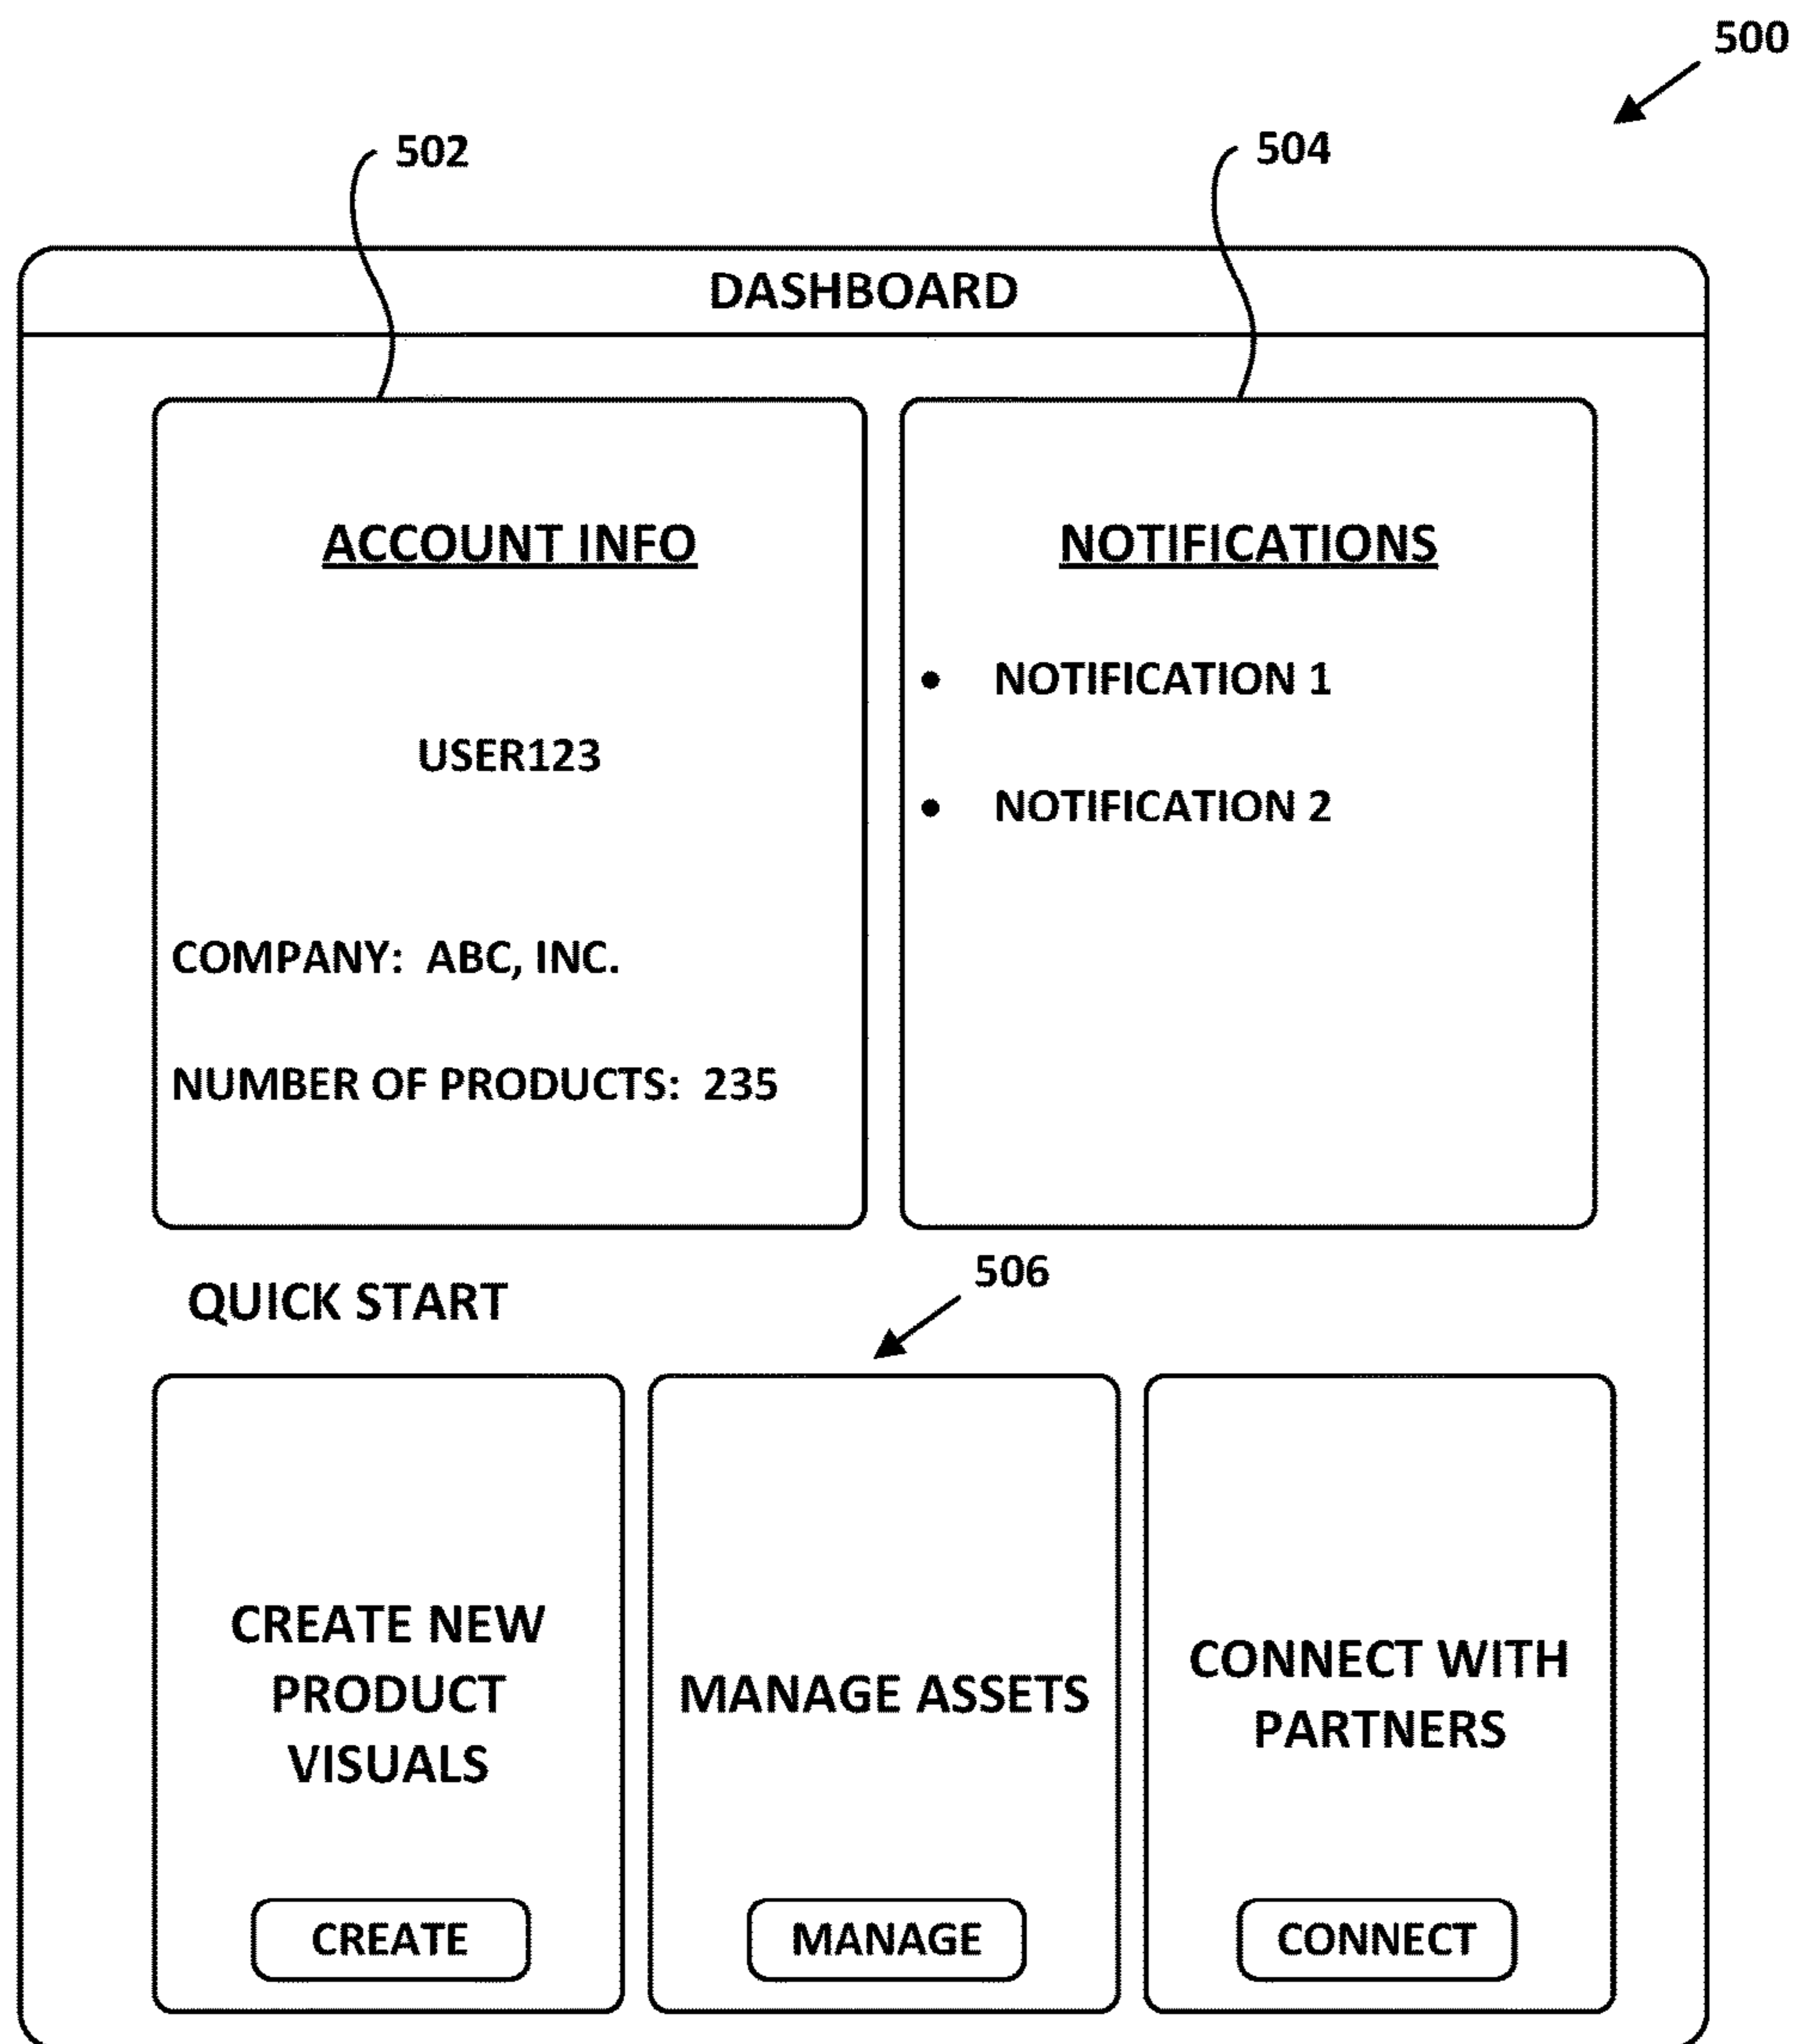 500
502
504
DASHBOARD
ACCOUNT INFO
USER123
COMPANY: ABC, INC.
NUMBER OF PRODUCTS: 235
NOTIFICATIONS
• NOTIFICATION 1
• NOTIFICATION 2
QUICK START
506
CREATE NEW
PRODUCT
VISUALS
CREATE
MANAGE ASSETS
MANAGE
CONNECT WITH
PARTNERS
CONNECT